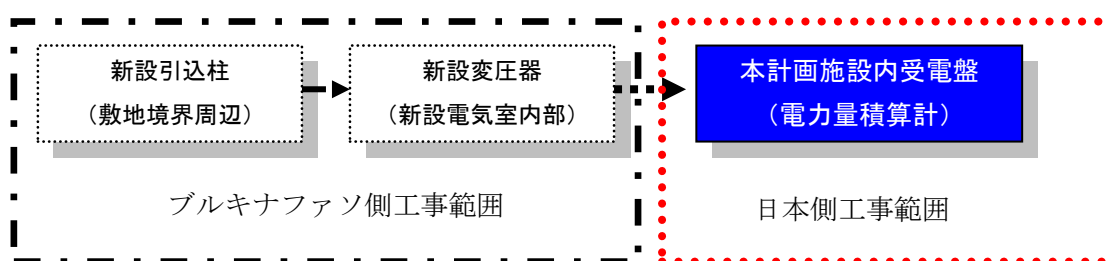 新設引込柱
（敷地境界周辺）
新設変圧器
（新設電気室内部）
本計画施設内受電盤
（電力量積算計）
ブルキナファソ側工事範囲
日本側工事範囲